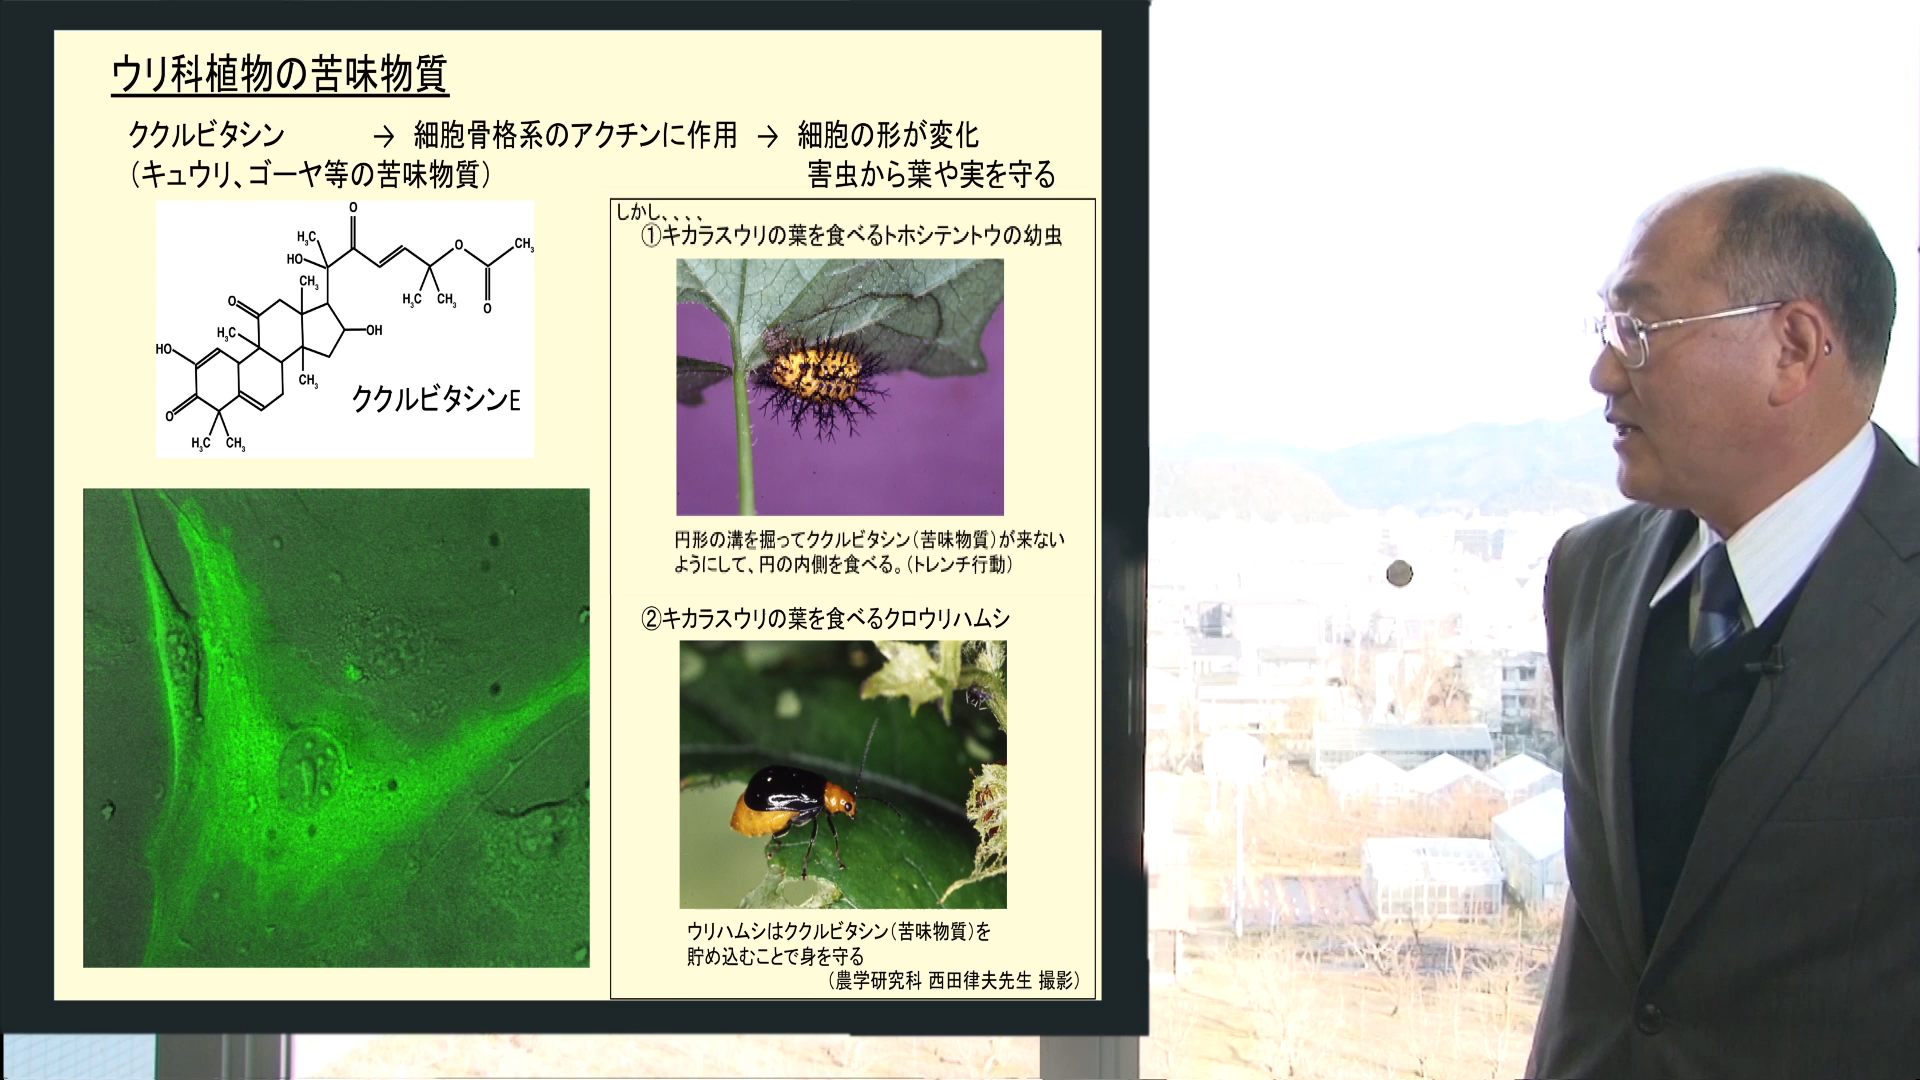 ウリ科植物の苦味物質
ククルビタシン → 細胞骨格系のアクチンに作用 → 細胞の形が変化
（キュウリ、ゴーヤ等の苦味物質） 害虫から葉や実を守る
O
H₃C
HO
O
CH₃
CH₃
H₃C CH₃
O
O
H₃C
OH
HO
CH₃
O
H₃C CH₃
ククルビタシンE
しかし、、、、
①キカラスウリの葉を食べるトホシテントウの幼虫
円形の溝を掘ってククルビタシン（苦味物質）が来ない
ようにして、円の内側を食べる。（トレンチ行動）
②キカラスウリの葉を食べるクロウリハムシ
ウリハムシはククルビタシン（苦味物質）を
貯め込むことで身を守る
（農学研究科 西田律夫先生 撮影）